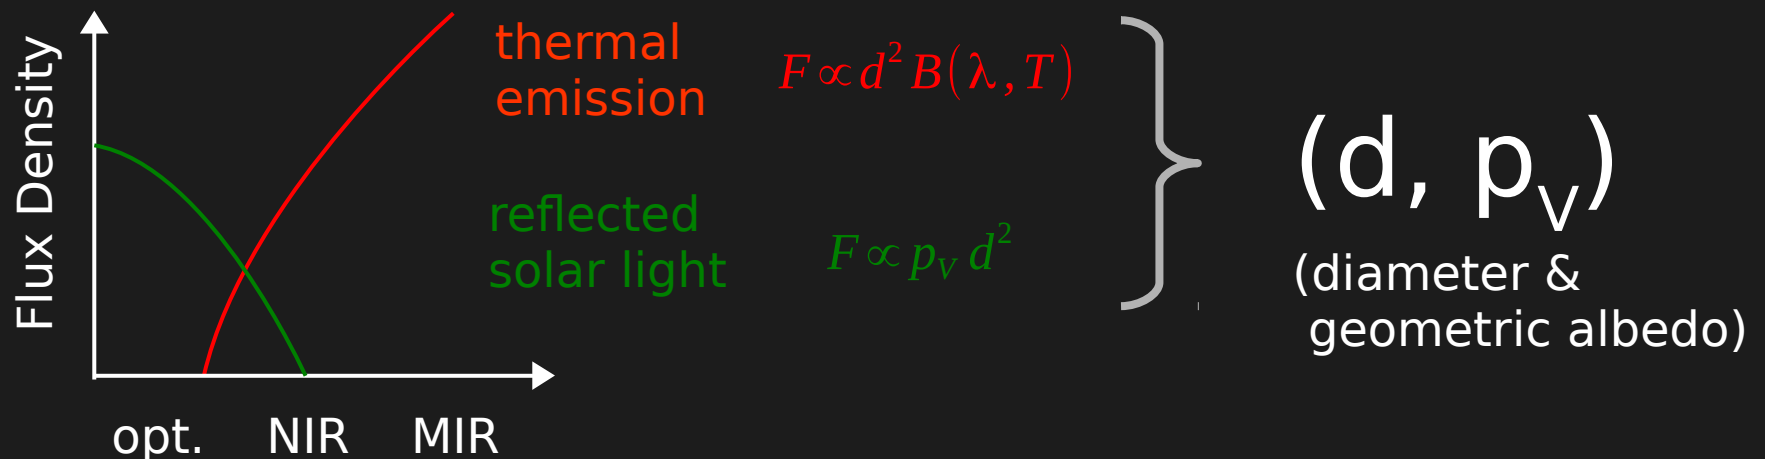 Flux Density
opt. NIR MIR
thermal
emission
F ∝ d² B(λ, T)
reflected
solar light
F ∝ p_V d²
(d, p_V)
(diameter &
geometric albedo)